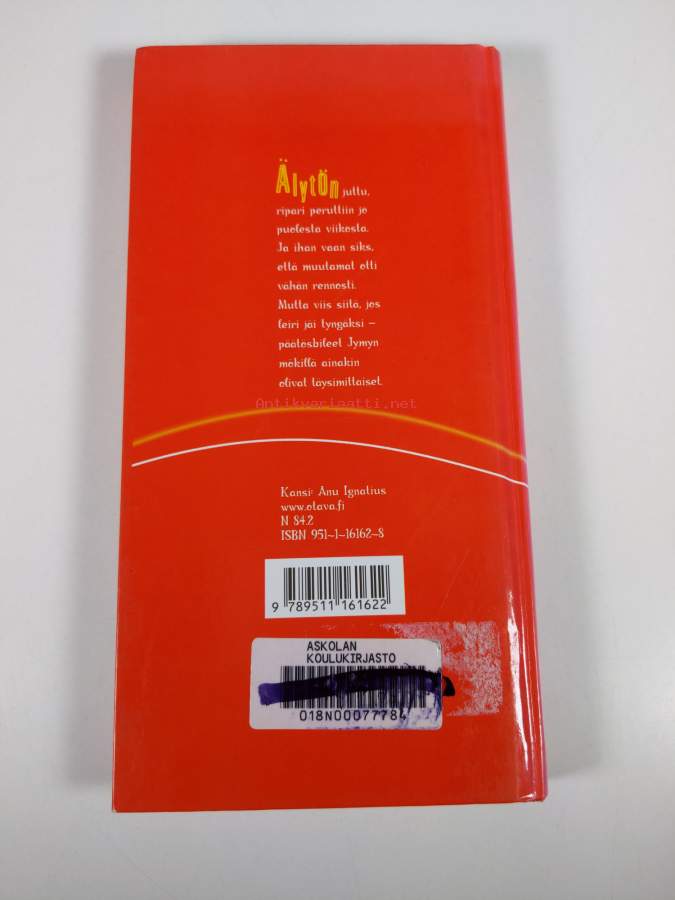 Älytön juttu,
ripari peruttiin jo
puolesta viikosta.
Ja ihan vaan siks,
että muutamat otti
vähän rennosti.
Mutta viis siitä, jos
leiri jäi tyngäksi –
päätösbileet Jymyn
mökillä ainakin
olivat täysimittaiset.
Antikvariaatti.net
Kansi: Anu Ignatius
www.otava.fi
N 84.2
ISBN 951-1-16162-8
9 789511 161622
ASKOLAN
KOULUKIRJASTO
018N00077784